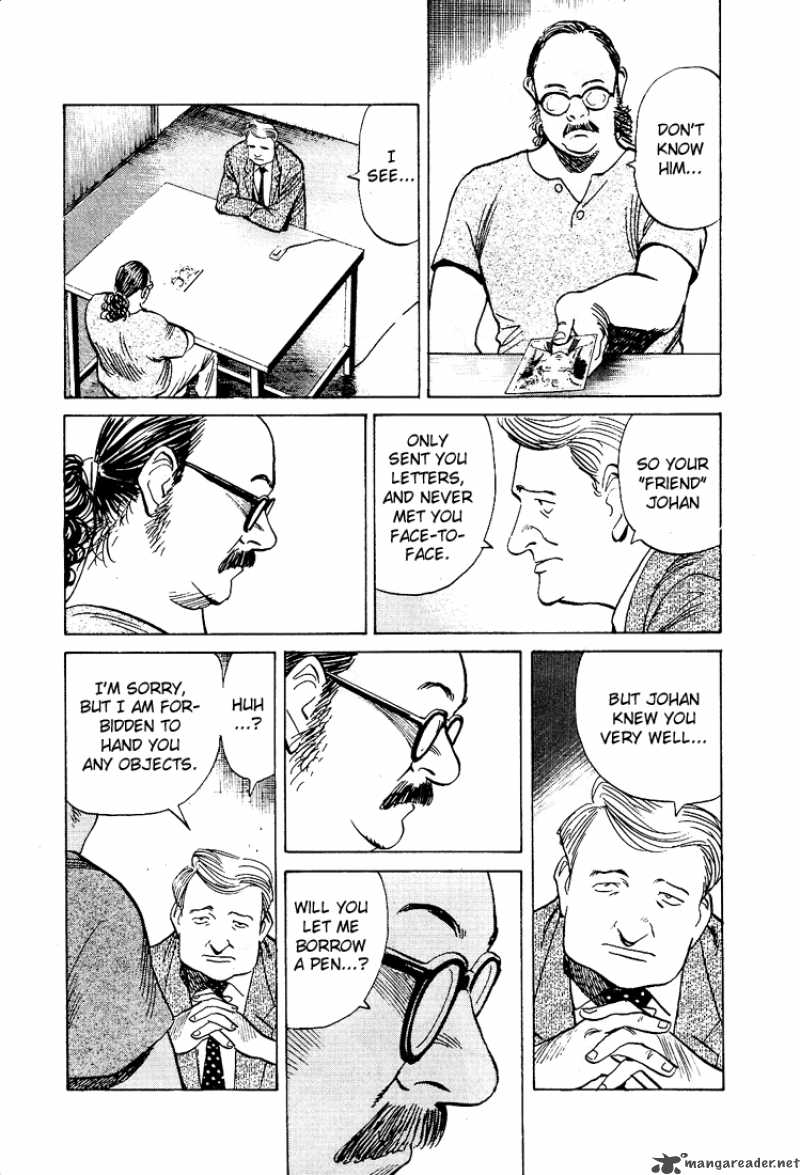 DON'T
KNOW
HIM...
I
SEE...
SO YOUR
"FRIEND"
JOHAN
ONLY
SENT YOU
LETTERS,
AND NEVER
MET YOU
FACE-TO-
FACE.
BUT JOHAN
KNEW YOU
VERY WELL...
WILL YOU
LET ME
BORROW
A PEN...?
HUH
...?
I'M SORRY,
BUT I AM FOR-
BIDDEN TO
HAND YOU
ANY OBJECTS.
mangareader.net